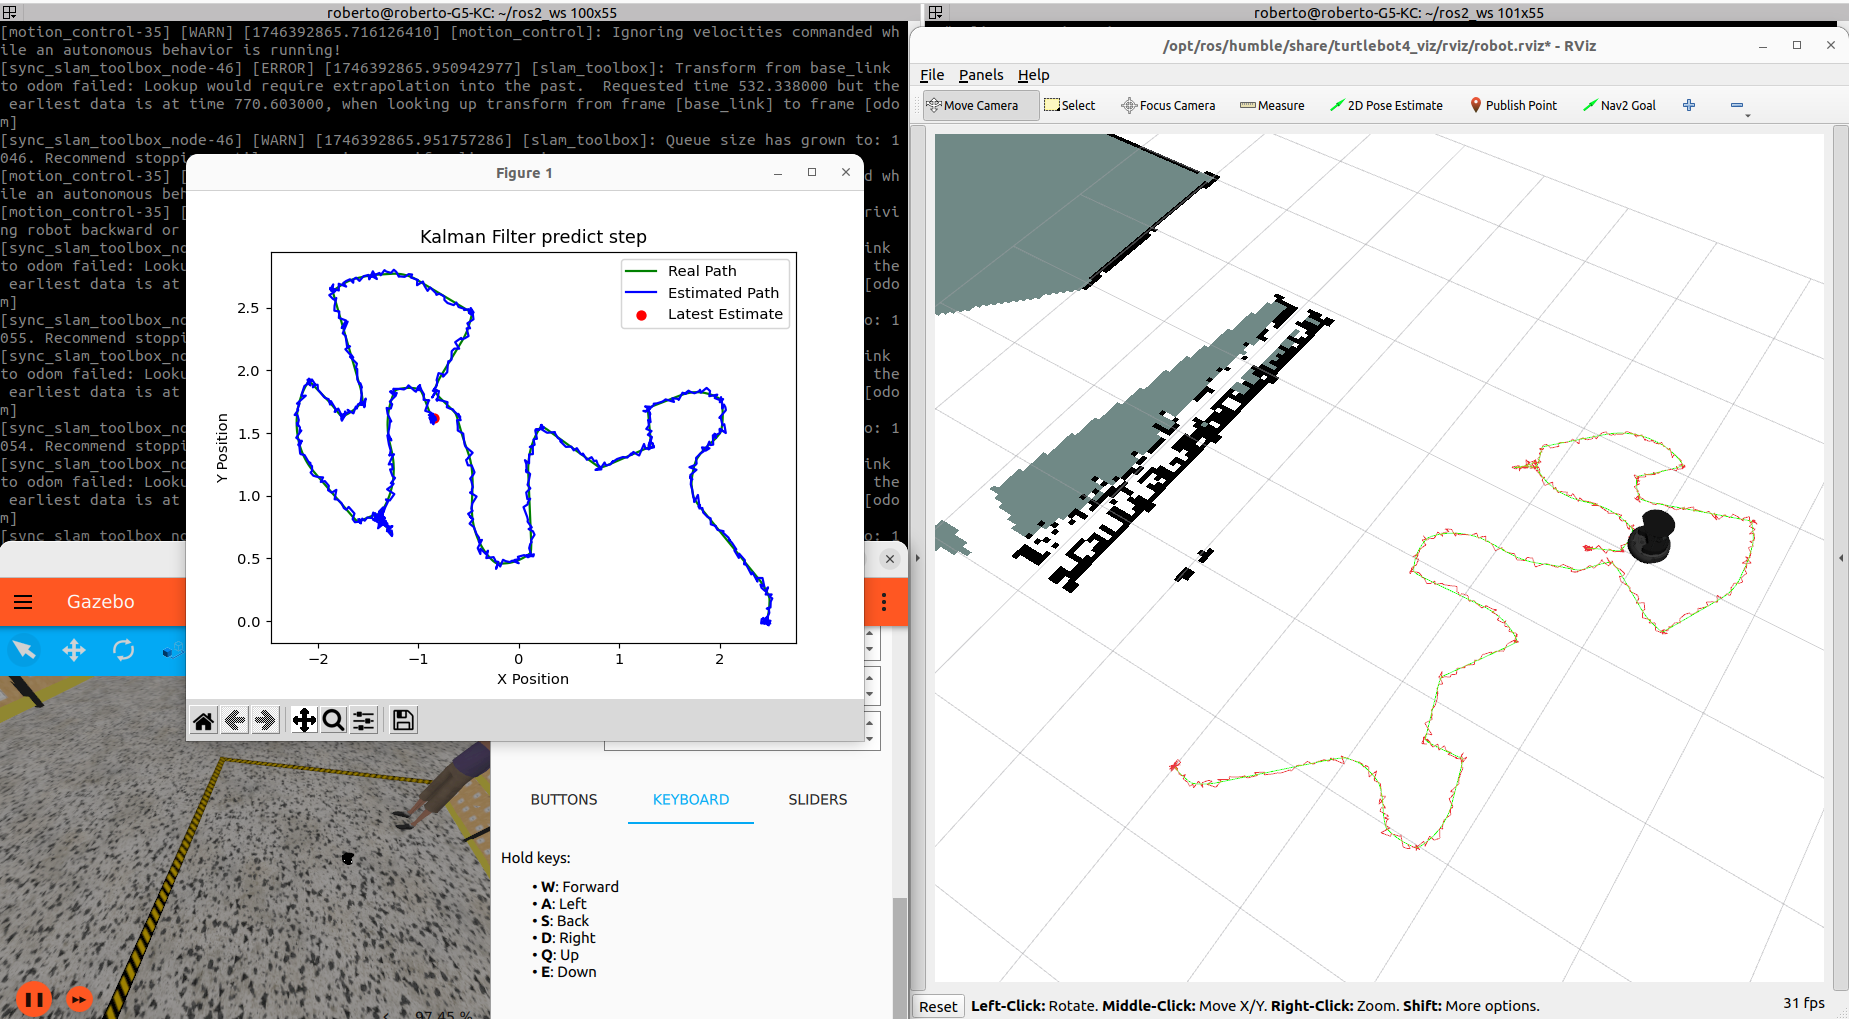 roberto@roberto-G5-KC: ~/ros2_ws 100x55
[motion_control-35] [WARN] [1746392865.716126410] [motion_control]: Ignoring velocities commanded wh
ile an autonomous behavior is running!
[sync_slam_toolbox_node-46] [ERROR] [1746392865.950942977] [slam_toolbox]: Transform from base_link
to odom failed: Lookup would require extrapolation into the past.  Requested time 532.338000 but the
earliest data is at time 770.603000, when looking up transform from frame [base_link] to frame [odo
m]
[sync_slam_toolbox_node-46] [WARN] [1746392865.951757286] [slam_toolbox]: Queue size has grown to: 1
046. Recommend stoppi
[motion_control-35] [ d wh
ile an autonomous beh
[motion_control-35] [ rivi
ng robot backward or
[sync_slam_toolbox_no ink
to odom failed: Looku the
earliest data is at [odo
m]
[sync_slam_toolbox_no o: 1
055. Recommend stoppi
[sync_slam_toolbox_no ink
to odom failed: Looku the
earliest data is at [odo
m]
[sync_slam_toolbox_no o: 1
054. Recommend stoppi
[sync_slam_toolbox_no ink
to odom failed: Looku the
earliest data is at [odo
m]
[sync_slam_toolbox_no o: 1
Figure 1
Kalman Filter predict step
Real Path
Estimated Path
Latest Estimate
Y Position
2.5
2.0
1.5
1.0
0.5
0.0
−2 −1 0 1 2
X Position
Gazebo
BUTTONS KEYBOARD SLIDERS
Hold keys:
• W: Forward
• A: Left
• S: Back
• D: Right
• Q: Up
• E: Down
97.45 %
roberto@roberto-G5-KC: ~/ros2_ws 101x55
/opt/ros/humble/share/turtlebot4_viz/rviz/robot.rviz* - RViz
File Panels Help
Move Camera Select Focus Camera Measure 2D Pose Estimate Publish Point Nav2 Goal
Reset Left-Click: Rotate. Middle-Click: Move X/Y. Right-Click: Zoom. Shift: More options. 31 fps